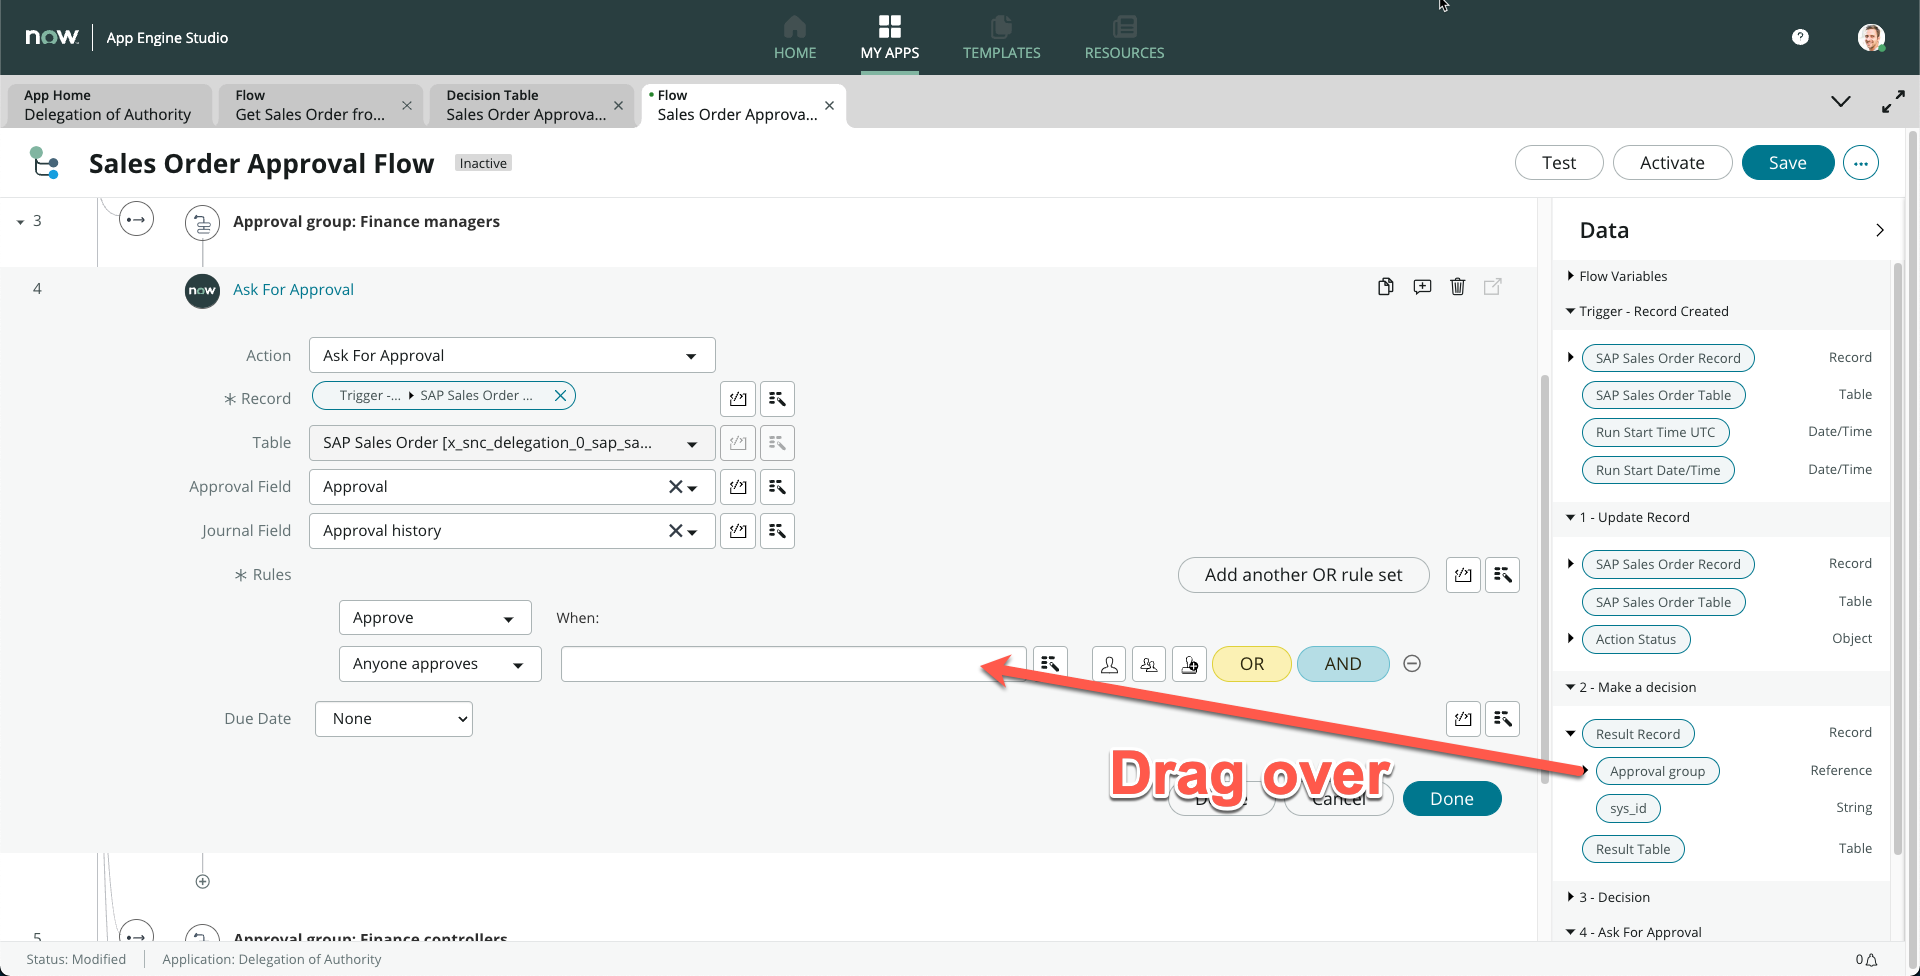 now.
App Engine Studio
HOME
MY APPS
TEMPLATES
RESOURCES
App Home
Delegation of Authority
Flow
Get Sales Order fro...
Decision Table
Sales Order Approva...
Flow
Sales Order Approva...
Sales Order Approval Flow
Inactive
Test
Activate
Save
3
Approval group: Finance managers
4
now
Ask For Approval
Action
Ask For Approval
* Record
Trigger -... ▸ SAP Sales Order ...
Table
SAP Sales Order [x_snc_delegation_0_sap_sa...
Approval Field
Approval
Journal Field
Approval history
* Rules
Add another OR rule set
Approve
When:
Anyone approves
OR
AND
Due Date
None
Drag over
Cancel
Done
5
Approval group: Finance controllers
Data
Flow Variables
Trigger - Record Created
SAP Sales Order Record
Record
SAP Sales Order Table
Table
Run Start Time UTC
Date/Time
Run Start Date/Time
Date/Time
1 - Update Record
SAP Sales Order Record
Record
SAP Sales Order Table
Table
Action Status
Object
2 - Make a decision
Result Record
Record
Approval group
Reference
sys_id
String
Result Table
Table
3 - Decision
4 - Ask For Approval
Status: Modified
Application: Delegation of Authority
0